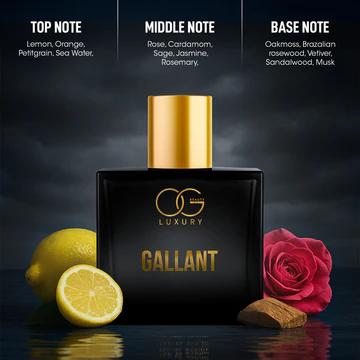 TOP NOTE
Lemon, Orange,
Petitgrain, Sea Water,
MIDDLE NOTE
Rose, Cardamom,
Sage, Jasmine,
Rosemary,
BASE NOTE
Oakmoss, Brazalian
rosewood, Vetiver,
Sandalwood, Musk
OG
BEAUTY
LUXURY
GALLANT